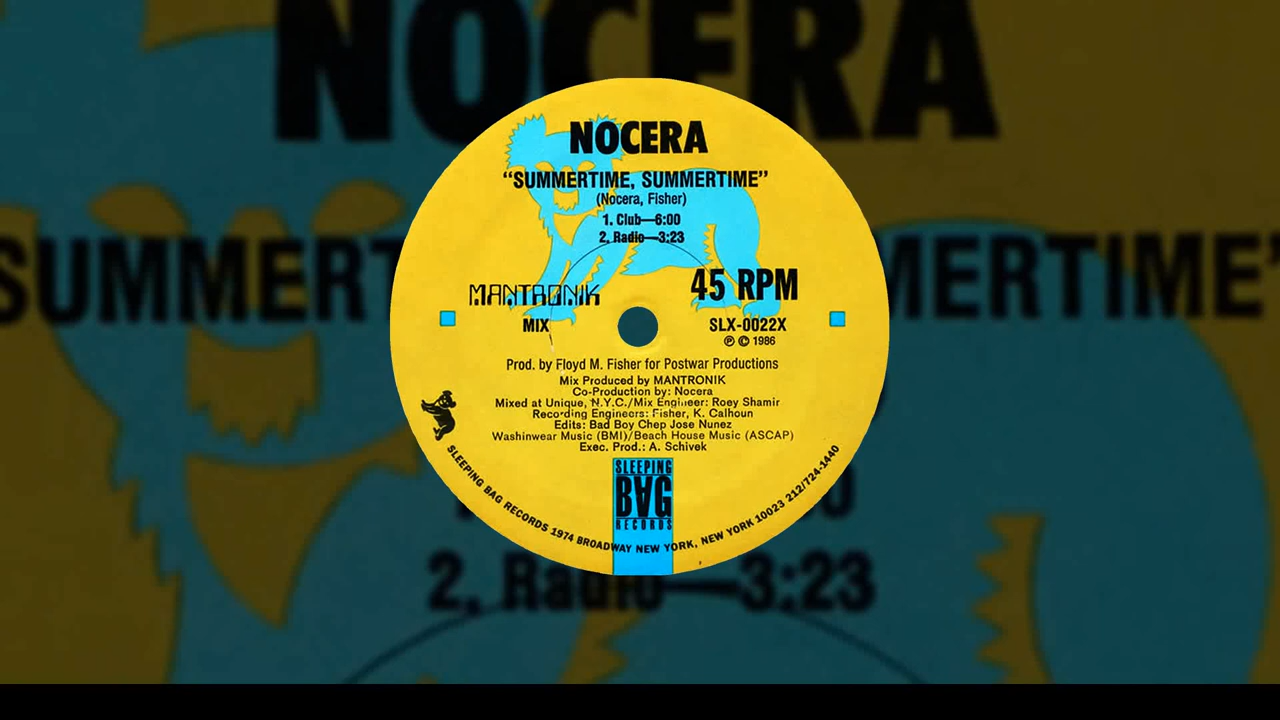 NOCERA
“SUMMERTIME, SUMMERTIME”
(Nocera, Fisher)
1. Club—6:00
2. Radio—3:23
MANTRONIK
MIX
45 RPM
SLX-0022X
℗ © 1986
Prod. by Floyd M. Fisher for Postwar Productions
Mix Produced by MANTRONIK
Co-Production by: Nocera
Mixed at Unique, N.Y.C./Mix Engineer: Roey Shamir
Recording Engineers: Fisher, K. Calhoun
Edits: Bad Boy Chep Jose Nunez
Washinwear Music (BMI)/Beach House Music (ASCAP)
Exec. Prod.: A. Schivek
SLEEPING
BAG
RECORDS
SLEEPING BAG RECORDS 1974 BROADWAY NEW YORK, NEW YORK 10023 212/724-1440
NOCERA
SUMMERT MERTIME”
2. Radio—3:23